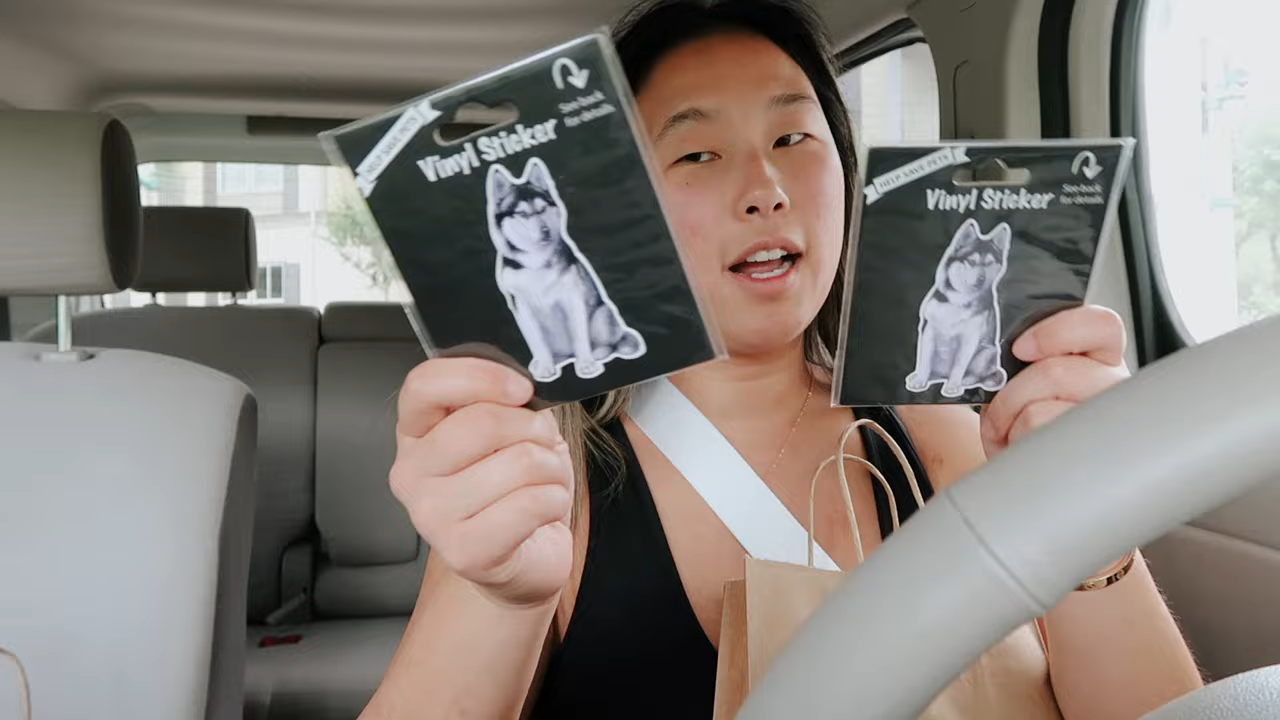 HELP SAVE PETS
Vinyl Sticker
See back
for details
HELP SAVE PETS
Vinyl Sticker
See back
for details